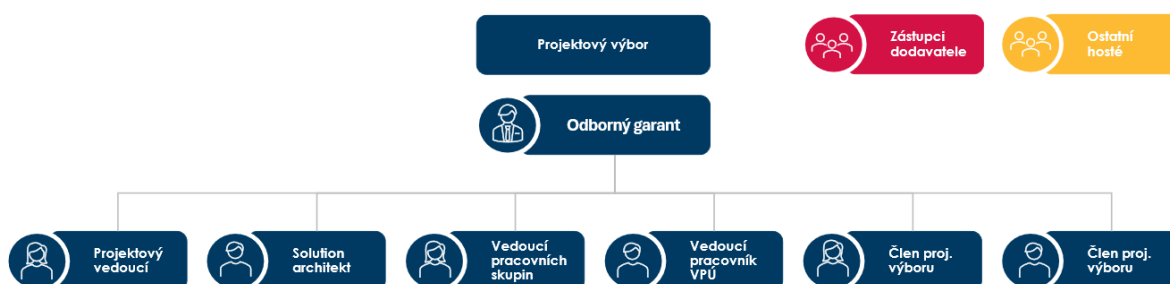 Projektový výbor
Zástupci
dodavatele
Ostatní
hosté
Odborný garant
Projektový
vedoucí
Solution
architekt
Vedoucí
pracovních
skupin
Vedoucí
pracovník
VPÚ
Člen proj.
výboru
Člen proj.
výboru